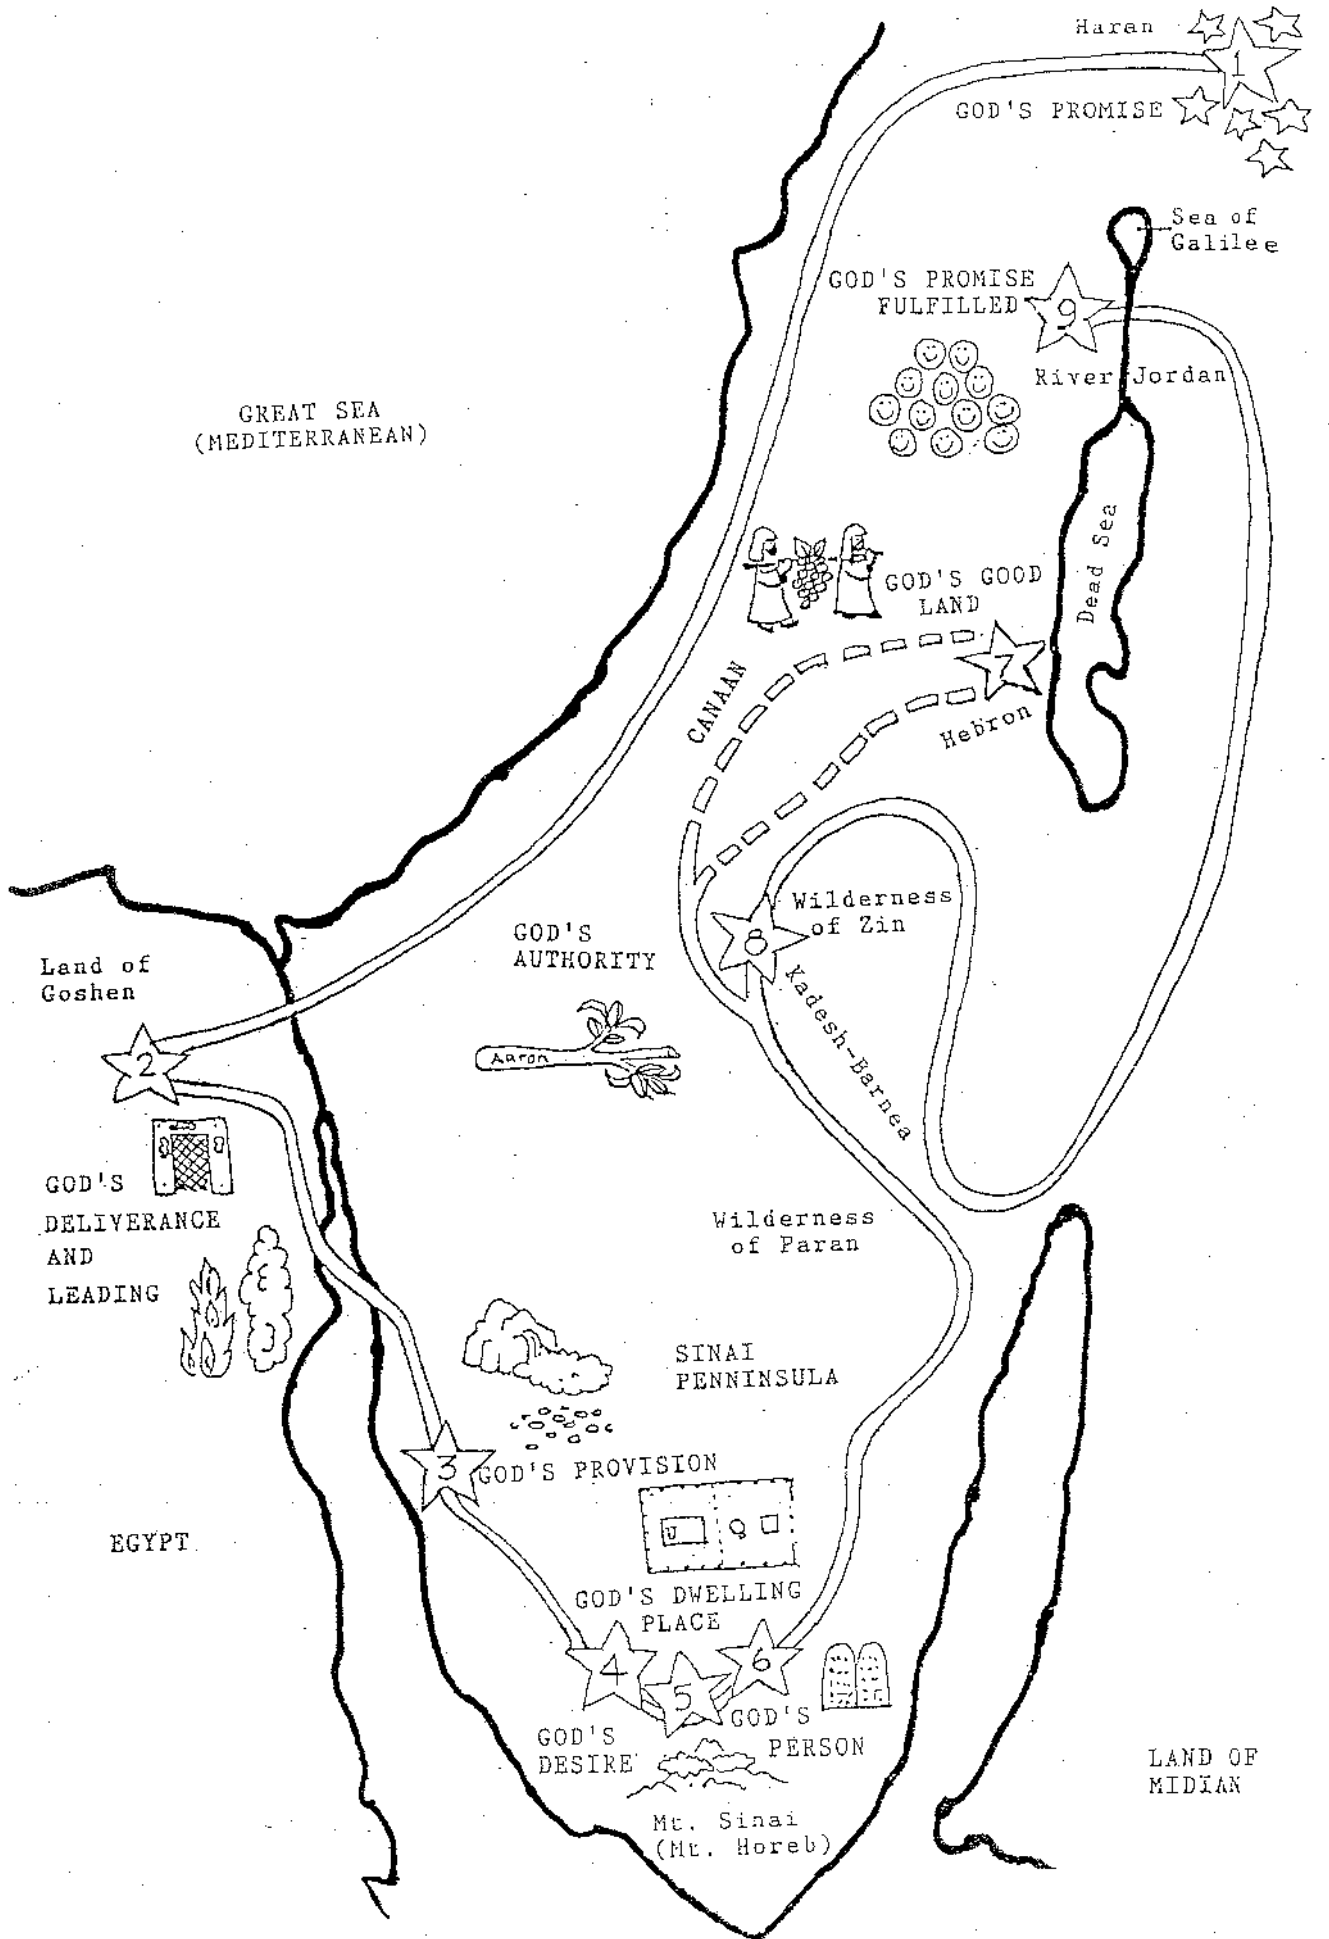 Haran
1
GOD'S PROMISE
Sea of
Galilee
GOD'S PROMISE
FULFILLED
9
River Jordan
GREAT SEA
(MEDITERRANEAN)
Dead Sea
GOD'S GOOD
LAND
7
CANAAN
Hebron
Wilderness
of Zin
8
GOD'S
AUTHORITY
Land of
Goshen
Kadesh-Barnea
Aaron
2
GOD'S
DELIVERANCE
AND
LEADING
Wilderness
of Paran
SINAI
PENNINSULA
3
GOD'S PROVISION
EGYPT
GOD'S DWELLING
PLACE
4
5
6
GOD'S
DESIRE
GOD'S
PERSON
Mt. Sinai
(Mt. Horeb)
LAND OF
MIDIAN